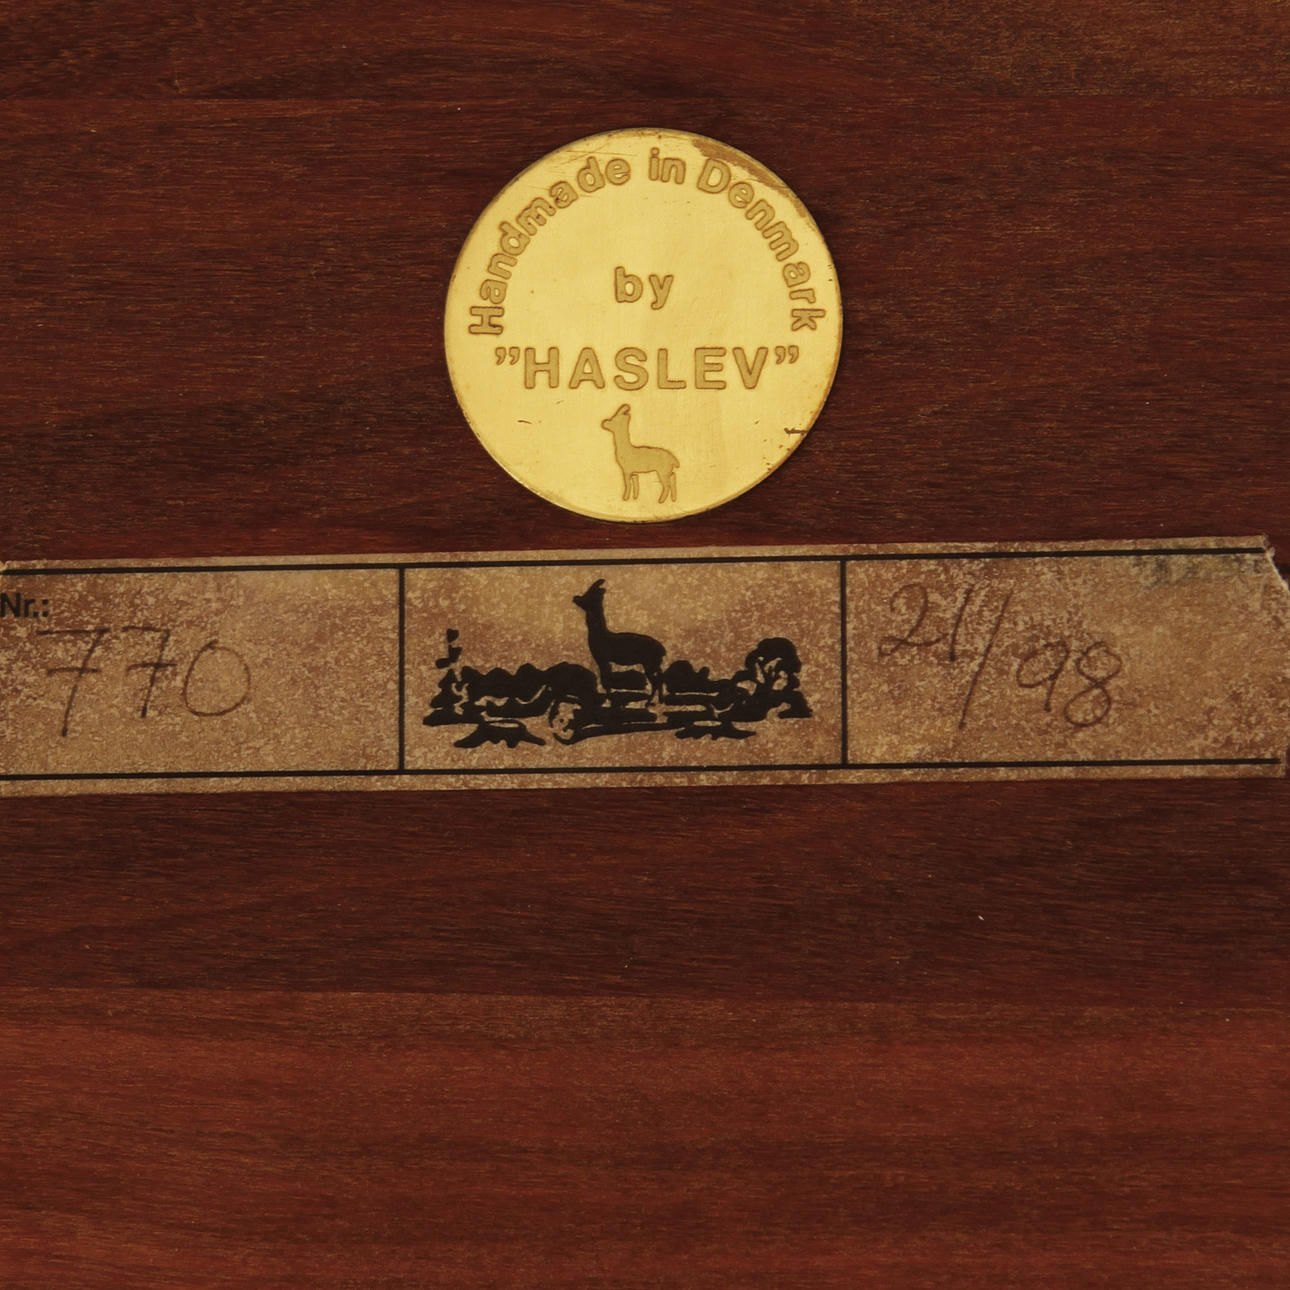 Handmade in Denmark
by
"HASLEV"
Nr.:
770
21/98